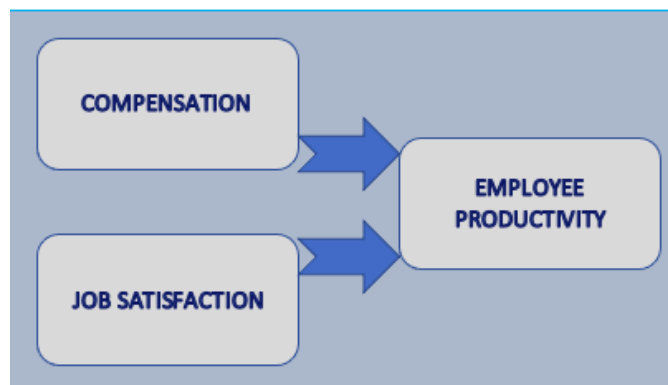 COMPENSATION
EMPLOYEE
PRODUCTIVITY
JOB SATISFACTION